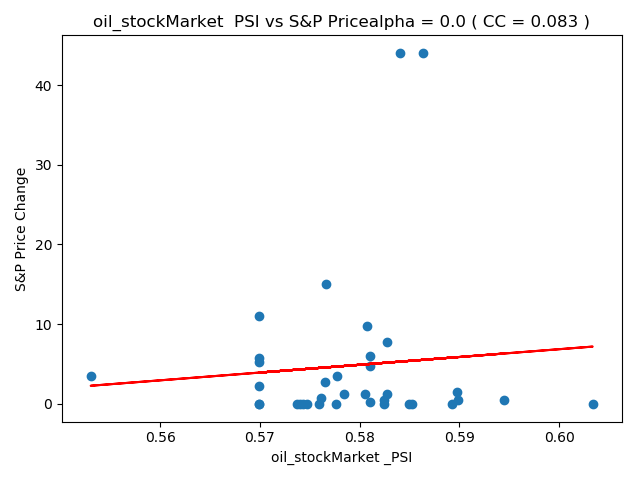 oil_stockMarket  PSI vs S&P Pricealpha = 0.0 ( CC = 0.083 )
S&P Price Change
40
30
20
10
0
0.56 0.57 0.58 0.59 0.60
oil_stockMarket _PSI